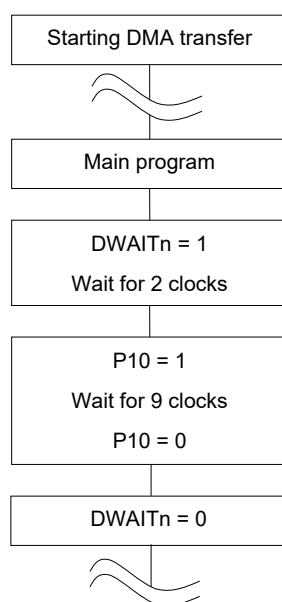 Starting DMA transfer
Main program
DWAITn = 1
Wait for 2 clocks
P10 = 1
Wait for 9 clocks
P10 = 0
DWAITn = 0